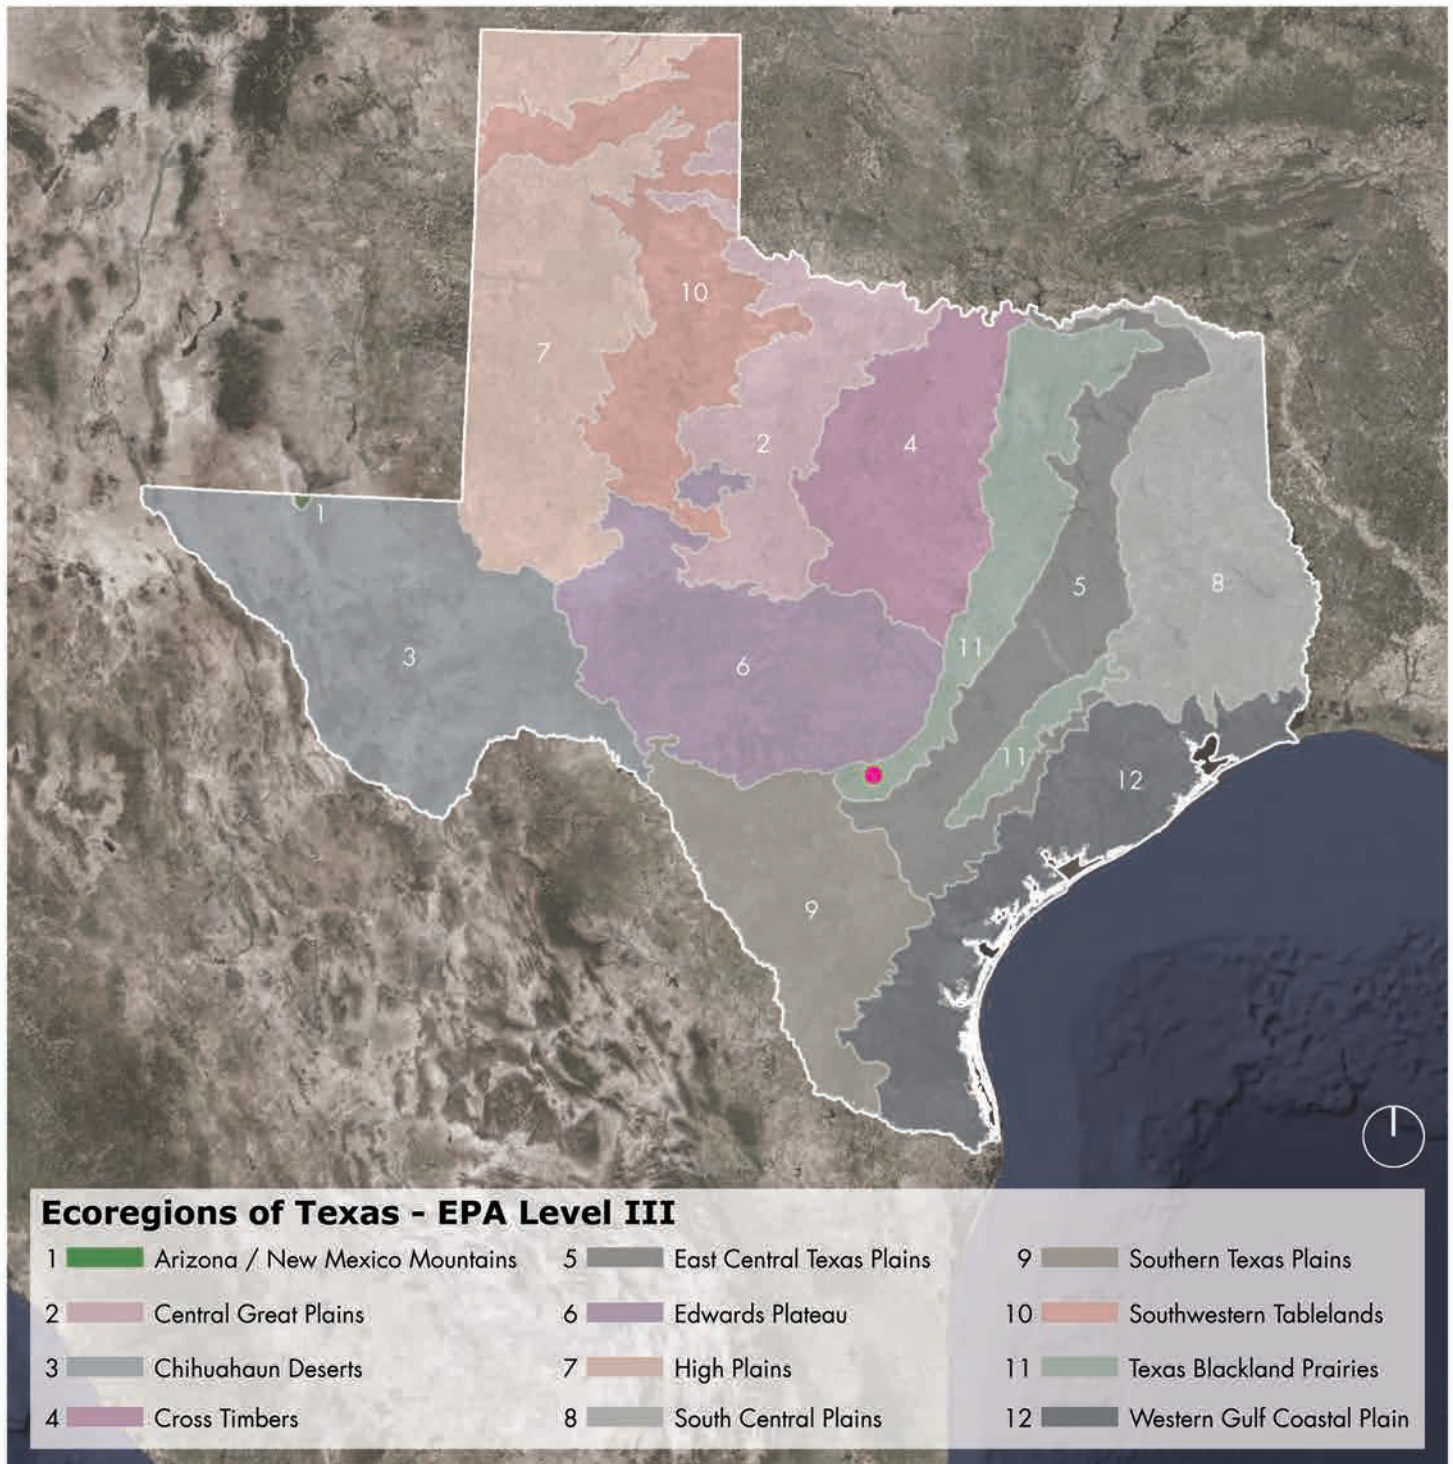 10
7
2
4
1
5
8
3
11
6
11
12
9
Ecoregions of Texas - EPA Level III
1 Arizona / New Mexico Mountains
2 Central Great Plains
3 Chihuahaun Deserts
4 Cross Timbers
5 East Central Texas Plains
6 Edwards Plateau
7 High Plains
8 South Central Plains
9 Southern Texas Plains
10 Southwestern Tablelands
11 Texas Blackland Prairies
12 Western Gulf Coastal Plain